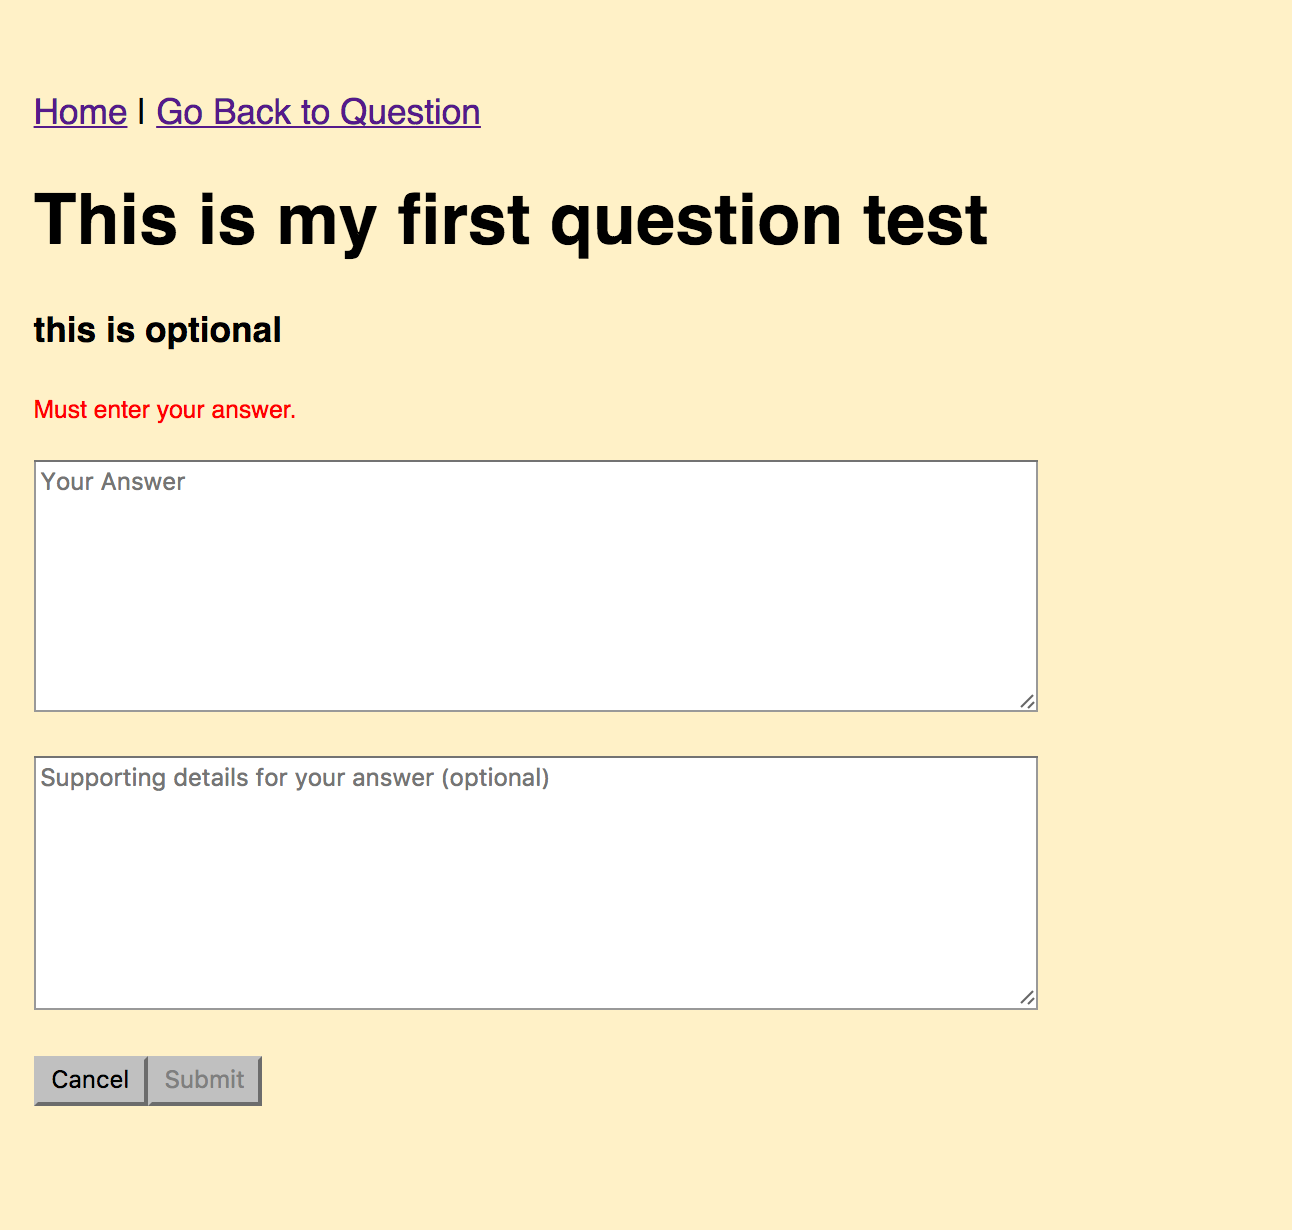 Home | Go Back to Question
This is my first question test
this is optional
Must enter your answer.
Your Answer
Supporting details for your answer (optional)
Cancel Submit